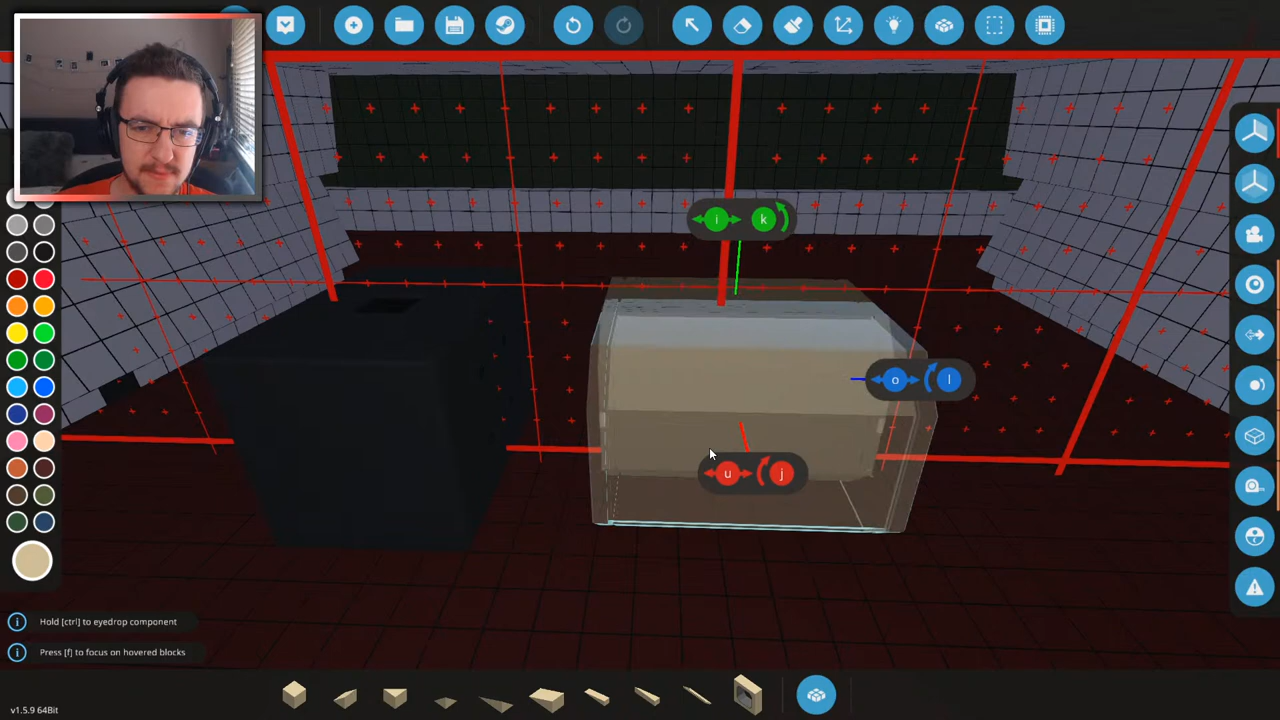 i k
o l
u j
Hold [ctrl] to eyedrop component
Press [f] to focus on hovered blocks
v1.5.9 64Bit